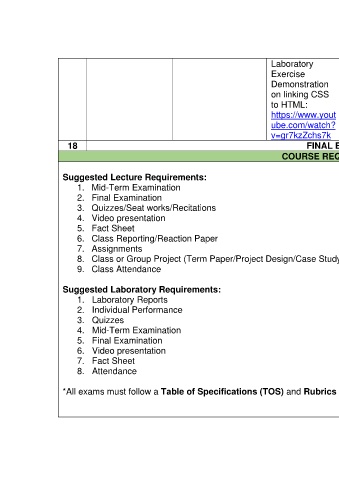 Laboratory
Exercise
Demonstration
on linking CSS
to HTML:
https://www.yout
ube.com/watch?
v=gr7kzZchs7k
18 FINAL E
COURSE REQ
Suggested Lecture Requirements:
1. Mid-Term Examination
2. Final Examination
3. Quizzes/Seat works/Recitations
4. Video presentation
5. Fact Sheet
6. Class Reporting/Reaction Paper
7. Assignments
8. Class or Group Project (Term Paper/Project Design/Case Study
9. Class Attendance
Suggested Laboratory Requirements:
1. Laboratory Reports
2. Individual Performance
3. Quizzes
4. Mid-Term Examination
5. Final Examination
6. Video presentation
7. Fact Sheet
8. Attendance
*All exams must follow a Table of Specifications (TOS) and Rubrics